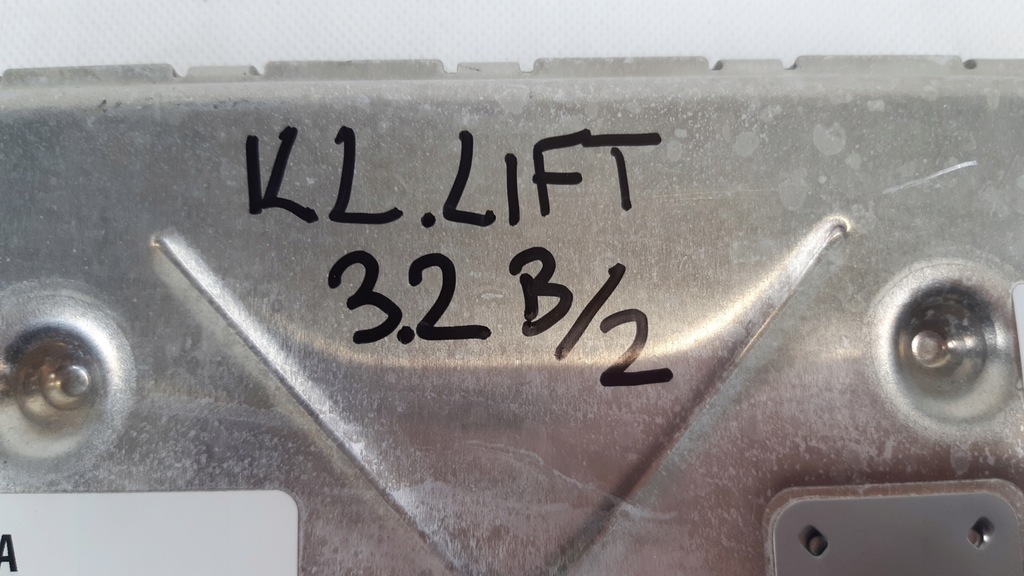 KL.LIFT
3.2 B/2
A